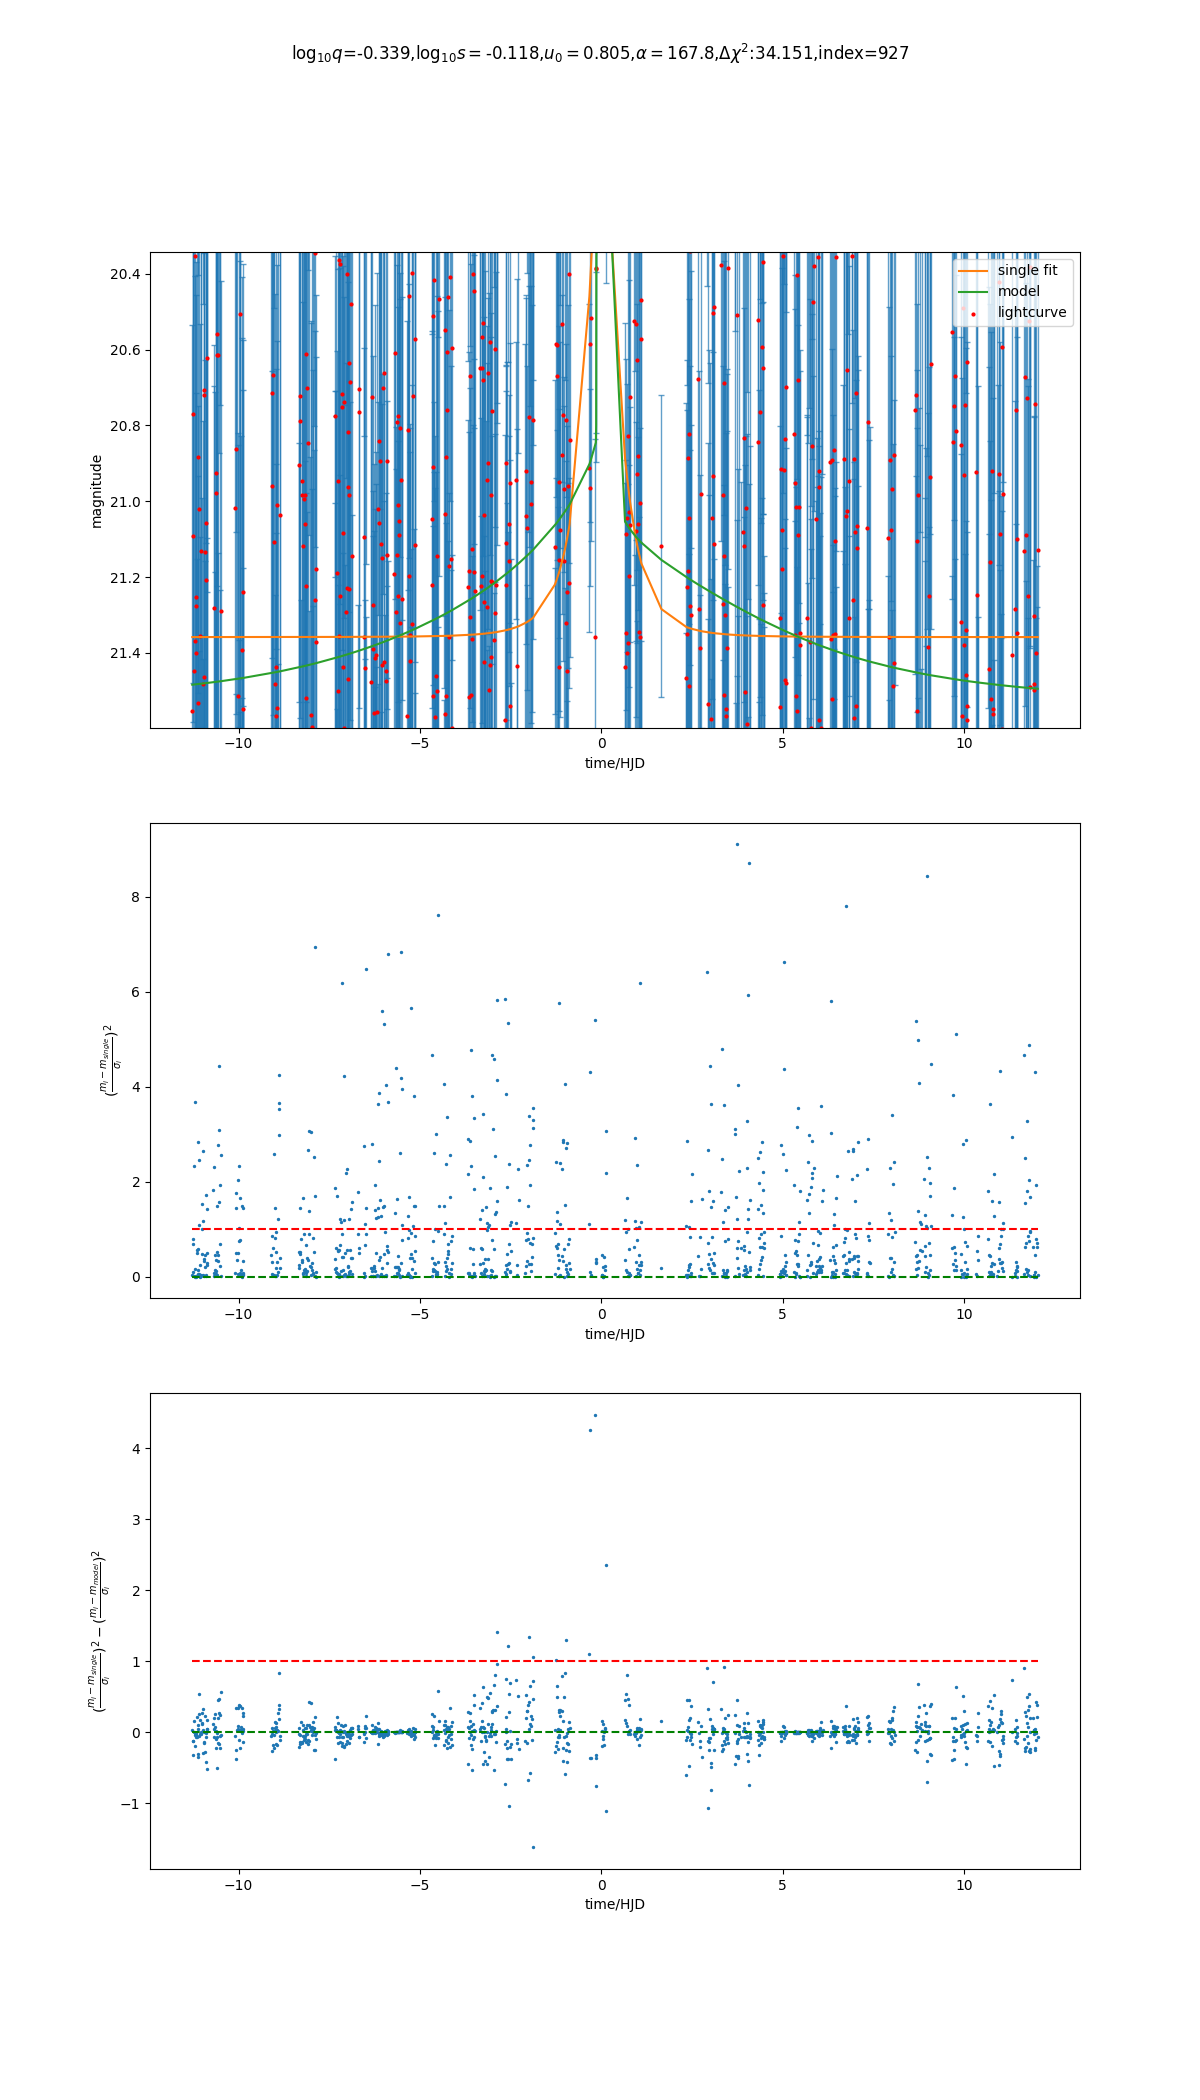 log₁₀q=-0.339,log₁₀s = -0.118,u₀ = 0.805,α = 167.8,Δχ²:34.151,index=927
single fit
model
lightcurve
20.4
20.6
20.8
21.0
21.2
21.4
magnitude
−10 −5 0 5 10
time/HJD
8
6
4
2
0
((m_i − m_single)/σ_i)²
−10 −5 0 5 10
time/HJD
4
3
2
1
0
−1
((m_i − m_single)/σ_i)² − ((m_i − m_model)/σ_i)²
−10 −5 0 5 10
time/HJD